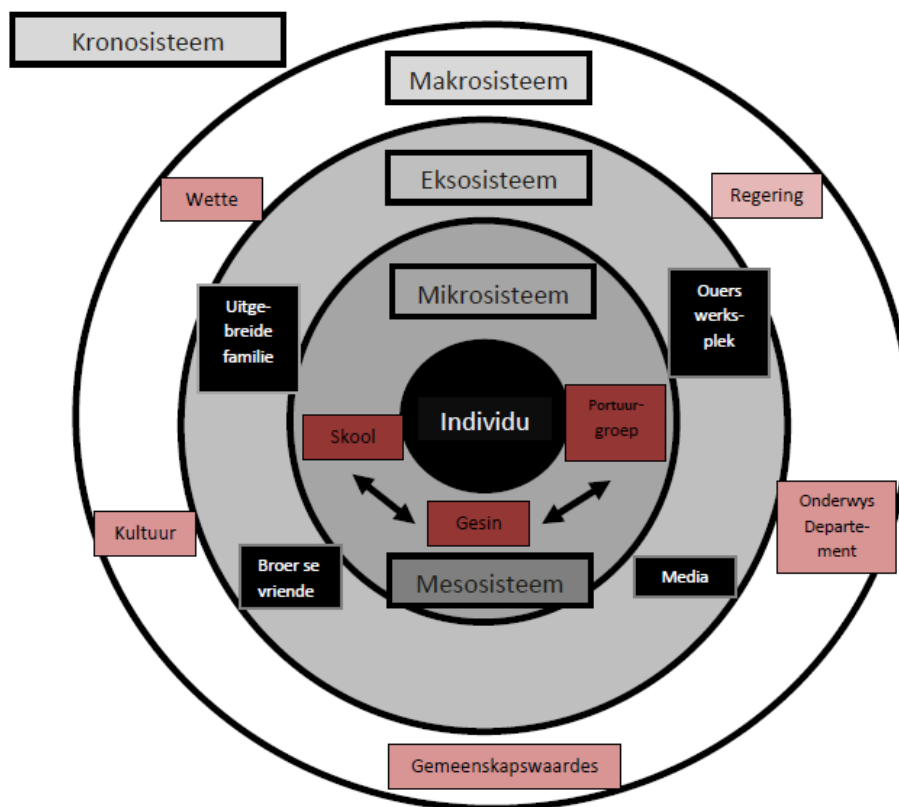 Kronosisteem
Makrosisteem
Eksosisteem
Wette
Regering
Mikrosisteem
Uitge-
breide
familie
Ouers
werks-
plek
Individu
Portuur-
groep
Skool
Gesin
Kultuur
Onderwys
Departe-
ment
Broer se
vriende
Mesosisteem
Media
Gemeenskapswaardes